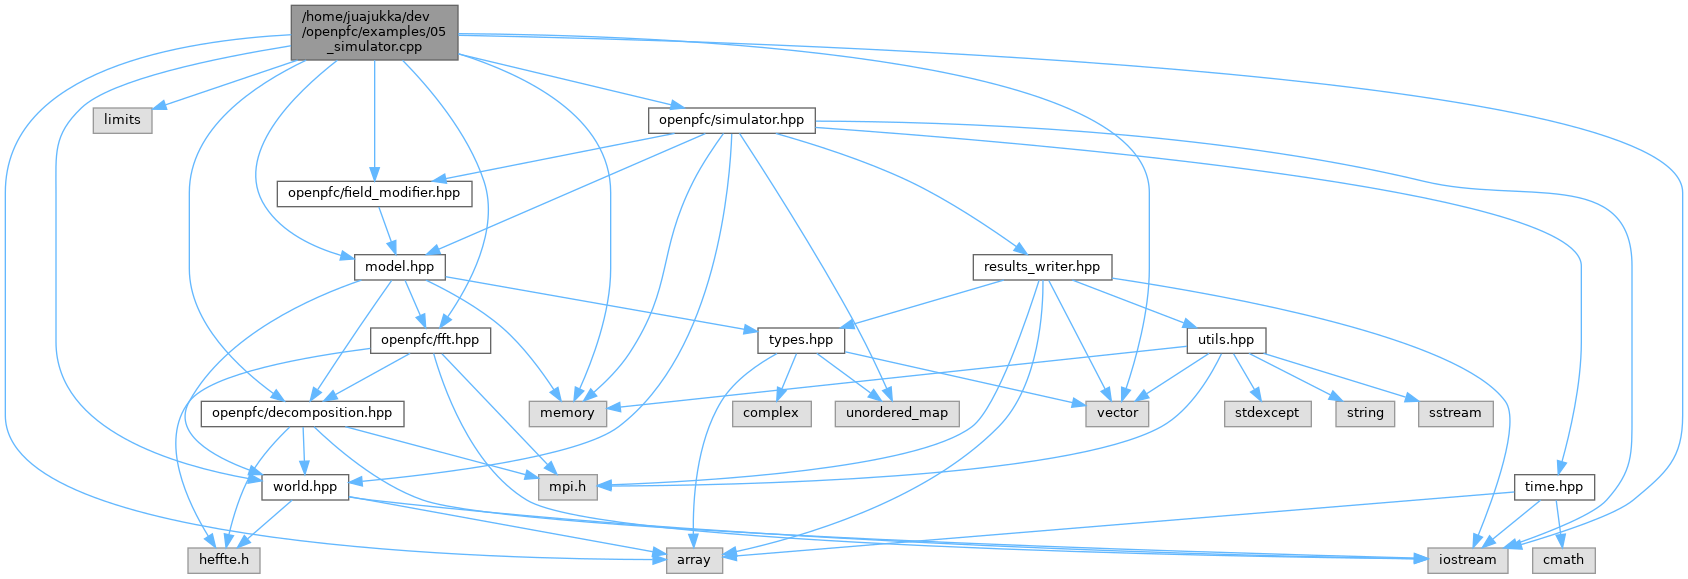 /home/juajukka/dev
/openpfc/examples/05
_simulator.cpp
limits
openpfc/simulator.hpp
openpfc/field_modifier.hpp
model.hpp
results_writer.hpp
openpfc/fft.hpp
types.hpp
utils.hpp
openpfc/decomposition.hpp
memory
complex
unordered_map
vector
stdexcept
string
sstream
world.hpp
mpi.h
time.hpp
heffte.h
array
iostream
cmath